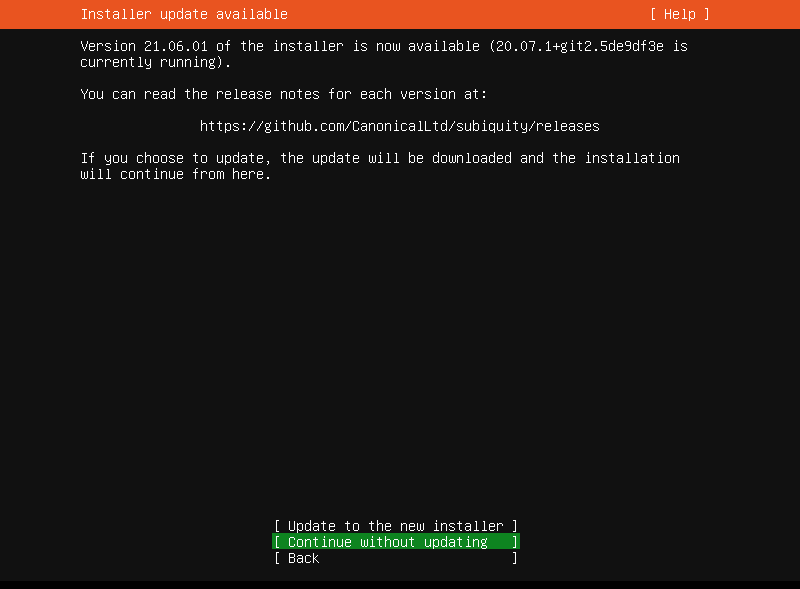 Installer update available [ Help ]
Version 21.06.01 of the installer is now available (20.07.1+git2.5de9df3e is
currently running).
You can read the release notes for each version at:
https://github.com/CanonicalLtd/subiquity/releases
If you choose to update, the update will be downloaded and the installation
will continue from here.
[ Update to the new installer ]
[ Continue without updating ]
[ Back ]